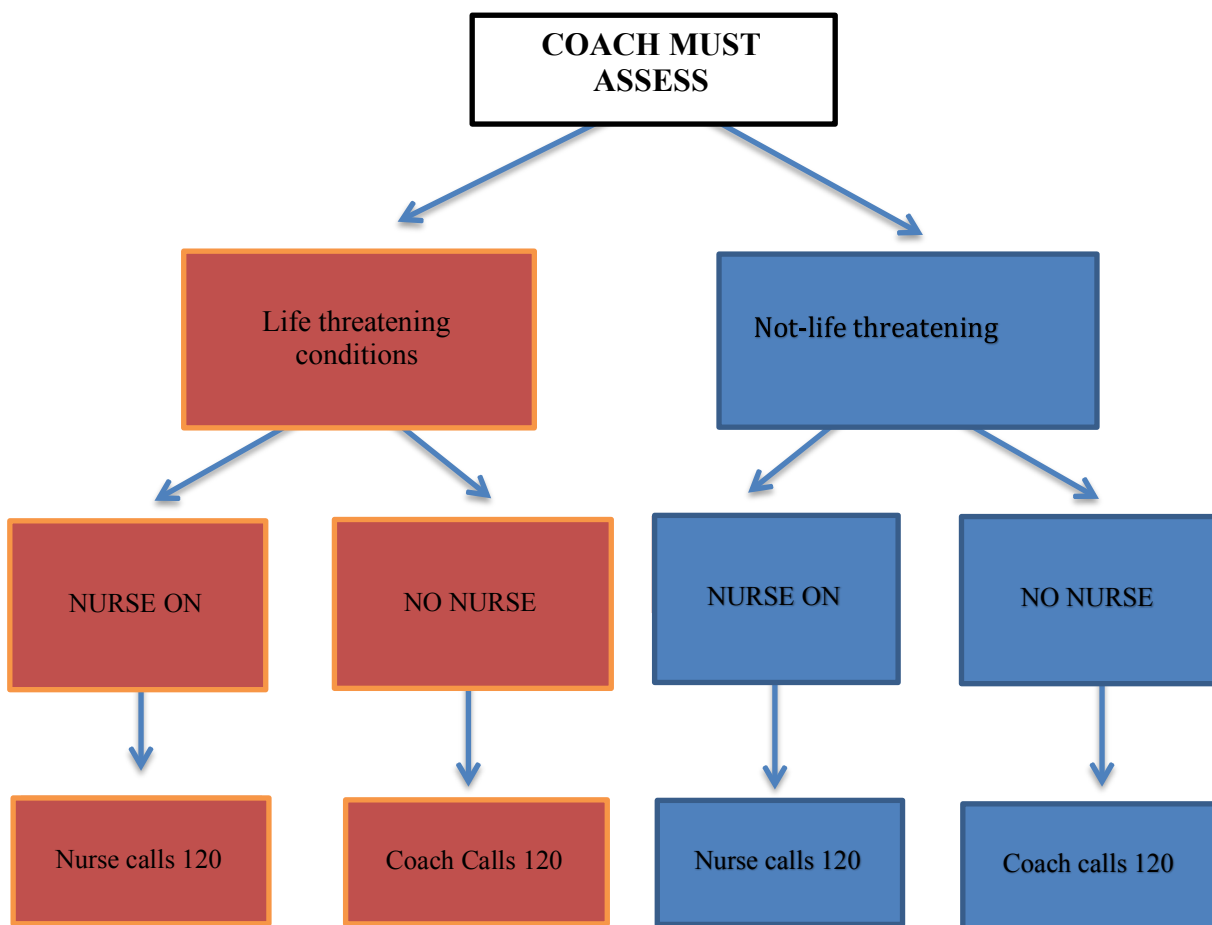 COACH MUST
ASSESS
Life threatening
conditions
Not-life threatening
NURSE ON
NO NURSE
NURSE ON
NO NURSE
Nurse calls 120
Coach Calls 120
Nurse calls 120
Coach calls 120